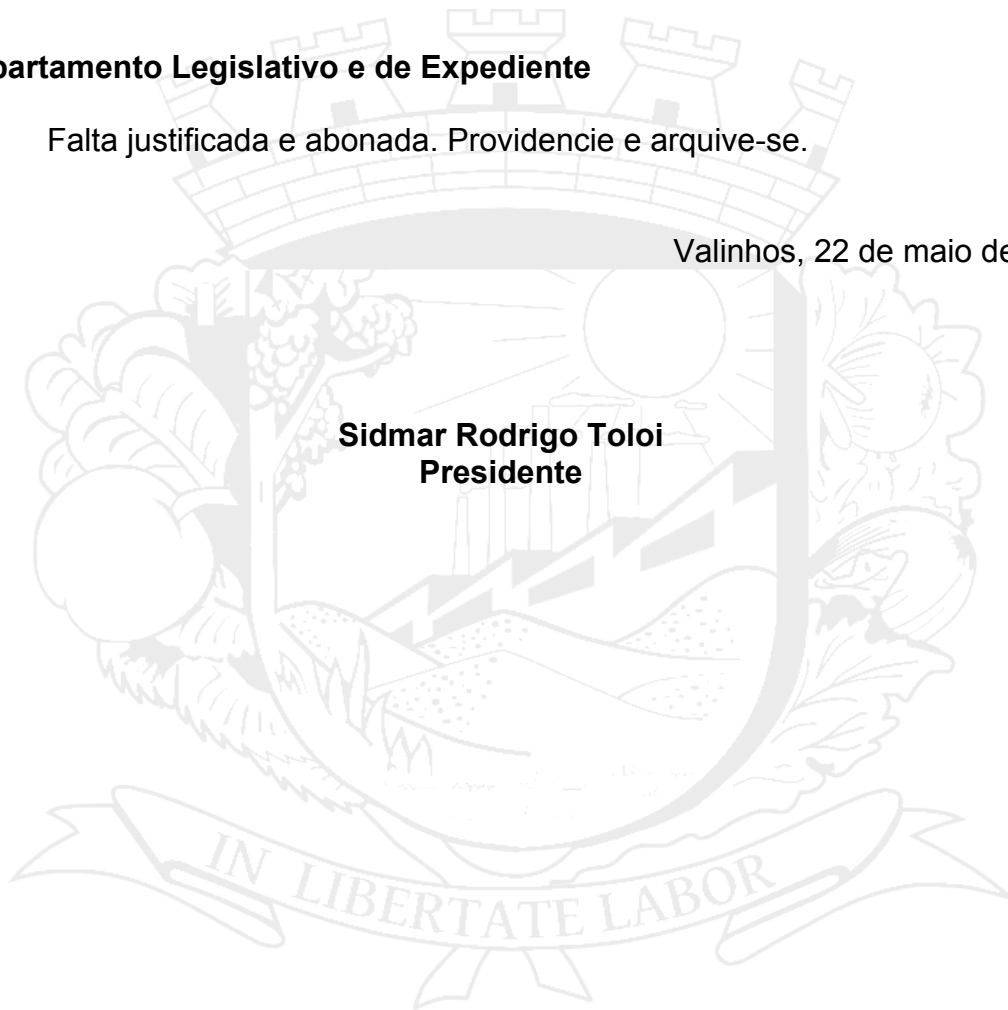 partamento Legislativo e de Expediente
Falta justificada e abonada. Providencie e arquive-se.
Valinhos, 22 de maio de
Sidmar Rodrigo Toloi
Presidente
IN LIBERTATE LABOR